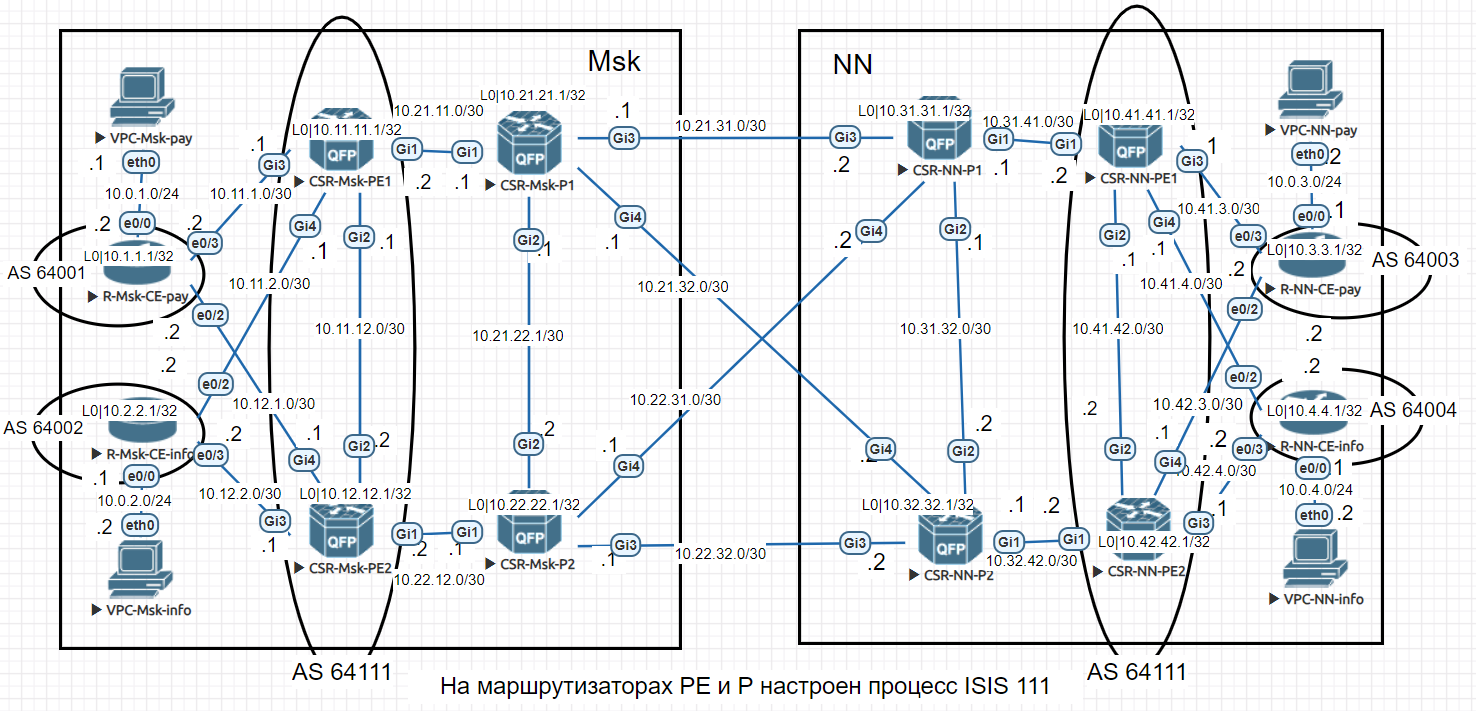 Msk
NN
VPC-Msk-pay
.1
eth0
10.0.1.0/24
.2
e0/0
L0|10.1.1.1/32
AS 64001
R-Msk-CE-pay
.2
e0/3
e0/2
.2
10.11.1.0/30
.1
Gi3
L0|10.11.11.1/32
QFP
CSR-Msk-PE1
Gi1
.2
10.21.11.0/30
Gi1
.1
L0|10.21.21.1/32
QFP
CSR-Msk-P1
.1
Gi3
10.21.31.0/30
Gi3
.2
L0|10.31.31.1/32
QFP
CSR-NN-P1
10.31.41.0/30
Gi1
.1
Gi1
.2
L0|10.41.41.1/32
QFP
CSR-NN-PE1
Gi3
.1
10.41.3.0/30
e0/3
.2
VPC-NN-pay
eth0
.2
10.0.3.0/24
e0/0
.1
L0|10.3.3.1/32
AS 64003
R-NN-CE-pay
e0/2
.2
Gi4
.1
10.11.2.0/30
Gi2
.1
10.11.12.0/30
Gi2
.2
Gi2
.1
10.21.22.1/30
Gi2
.2
Gi4
.1
10.21.32.0/30
Gi4
.2
Gi4
.2
10.22.31.0/30
Gi4
.1
Gi2
.1
10.31.32.0/30
Gi2
.2
Gi2
.1
10.41.42.0/30
Gi2
.2
Gi4
.1
10.41.4.0/30
e0/2
.2
10.42.3.0/30
.1
Gi4
.2
e0/2
AS 64002
L0|10.2.2.1/32
R-Msk-CE-info
.1
e0/0
10.0.2.0/24
.2
eth0
VPC-Msk-info
.2
e0/3
10.12.2.0/30
Gi3
.1
10.12.1.0/30
.1
Gi4
L0|10.12.12.1/32
QFP
CSR-Msk-PE2
Gi1
.2
Gi1
.1
10.22.12.0/30
L0|10.22.22.1/32
QFP
CSR-Msk-P2
Gi3
.1
10.22.32.0/30
Gi3
.2
L0|10.32.32.1/32
QFP
CSR-NN-P2
.1
Gi1
10.32.42.0/30
.2
Gi1
L0|10.42.42.1/32
CSR-NN-PE2
Gi3
.1
10.42.4.0/30
.2
e0/3
L0|10.4.4.1/32
AS 64004
R-NN-CE-info
e0/0
.1
10.0.4.0/24
eth0
.2
VPC-NN-info
AS 64111
AS 64111
На маршрутизаторах PE и P настроен процесс ISIS 111